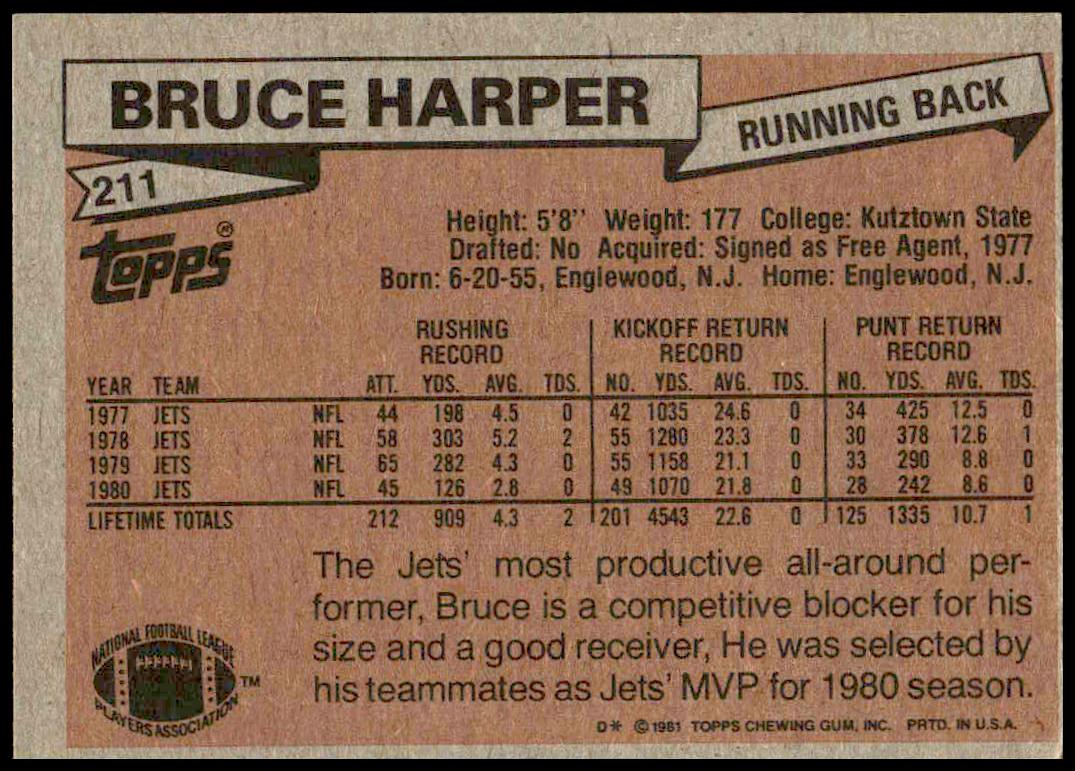 BRUCE HARPER
RUNNING BACK
211
TOPPS®
Height: 5'8'' Weight: 177 College: Kutztown State
Drafted: No Acquired: Signed as Free Agent, 1977
Born: 6-20-55, Englewood, N.J. Home: Englewood, N.J.
RUSHING RECORD KICKOFF RETURN RECORD PUNT RETURN RECORD
YEAR TEAM ATT. YDS. AVG. TDS. NO. YDS. AVG. TDS. NO. YDS. AVG. TDS.
1977 JETS NFL 44 198 4.5 0 42 1035 24.6 0 34 425 12.5 0
1978 JETS NFL 58 303 5.2 2 55 1280 23.3 0 30 378 12.6 1
1979 JETS NFL 65 282 4.3 0 55 1158 21.1 0 33 290 8.8 0
1980 JETS NFL 45 126 2.8 0 49 1070 21.8 0 28 242 8.6 0
LIFETIME TOTALS 212 909 4.3 2 201 4543 22.6 0 125 1335 10.7 1
The Jets' most productive all-around per-
former, Bruce is a competitive blocker for his
size and a good receiver, He was selected by
his teammates as Jets' MVP for 1980 season.
NATIONAL FOOTBALL LEAGUE
PLAYERS ASSOCIATION
TM
D* ©1981 TOPPS CHEWING GUM, INC. PRTD. IN U.S.A.